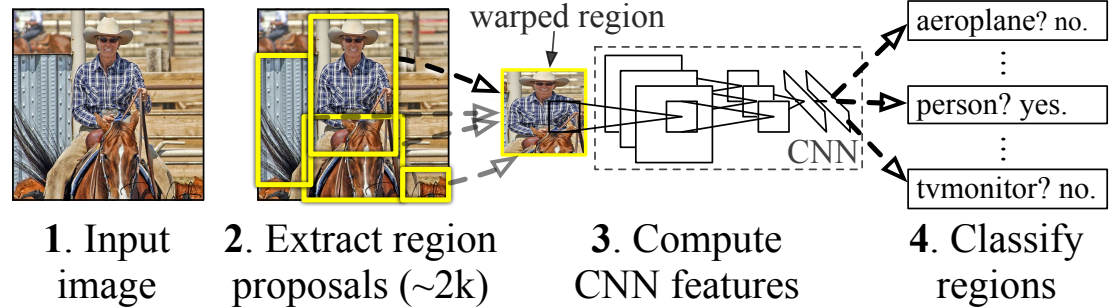 warped region
aeroplane? no.
person? yes.
CNN
tvmonitor? no.
1. Input
image
2. Extract region
proposals (~2k)
3. Compute
CNN features
4. Classify
regions